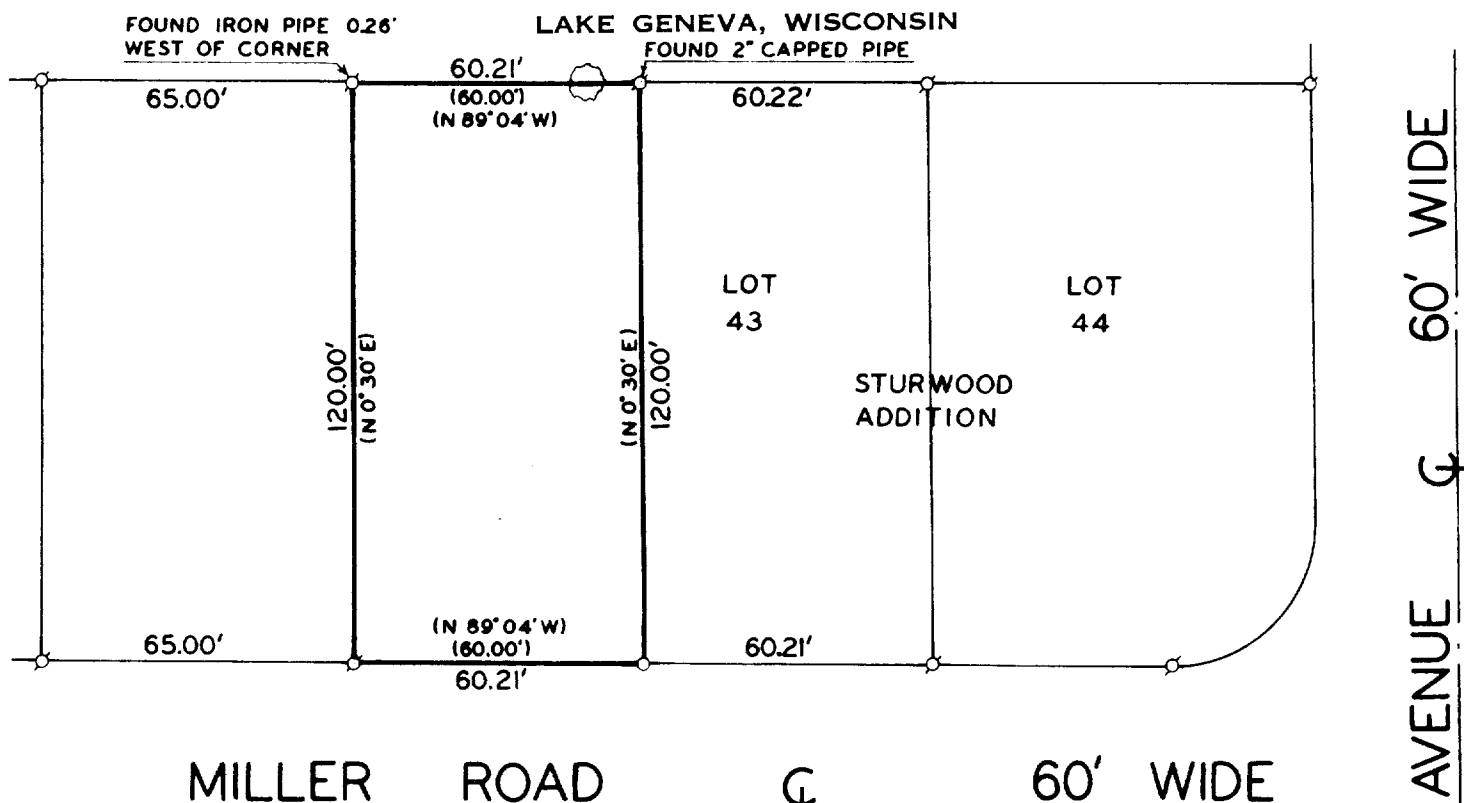 FOUND IRON PIPE 0.26'
WEST OF CORNER
LAKE GENEVA, WISCONSIN
FOUND 2" CAPPED PIPE
65.00'
60.21'
(60.00')
(N 89°04'W)
60.22'
120.00'
(N 0°30'E)
(N 0°30'E)
120.00'
LOT
43
LOT
44
STURWOOD
ADDITION
65.00'
(N 89°04'W)
(60.00')
60.21'
60.21'
MILLER ROAD ℄ 60' WIDE
AVENUE ℄ 60' WIDE